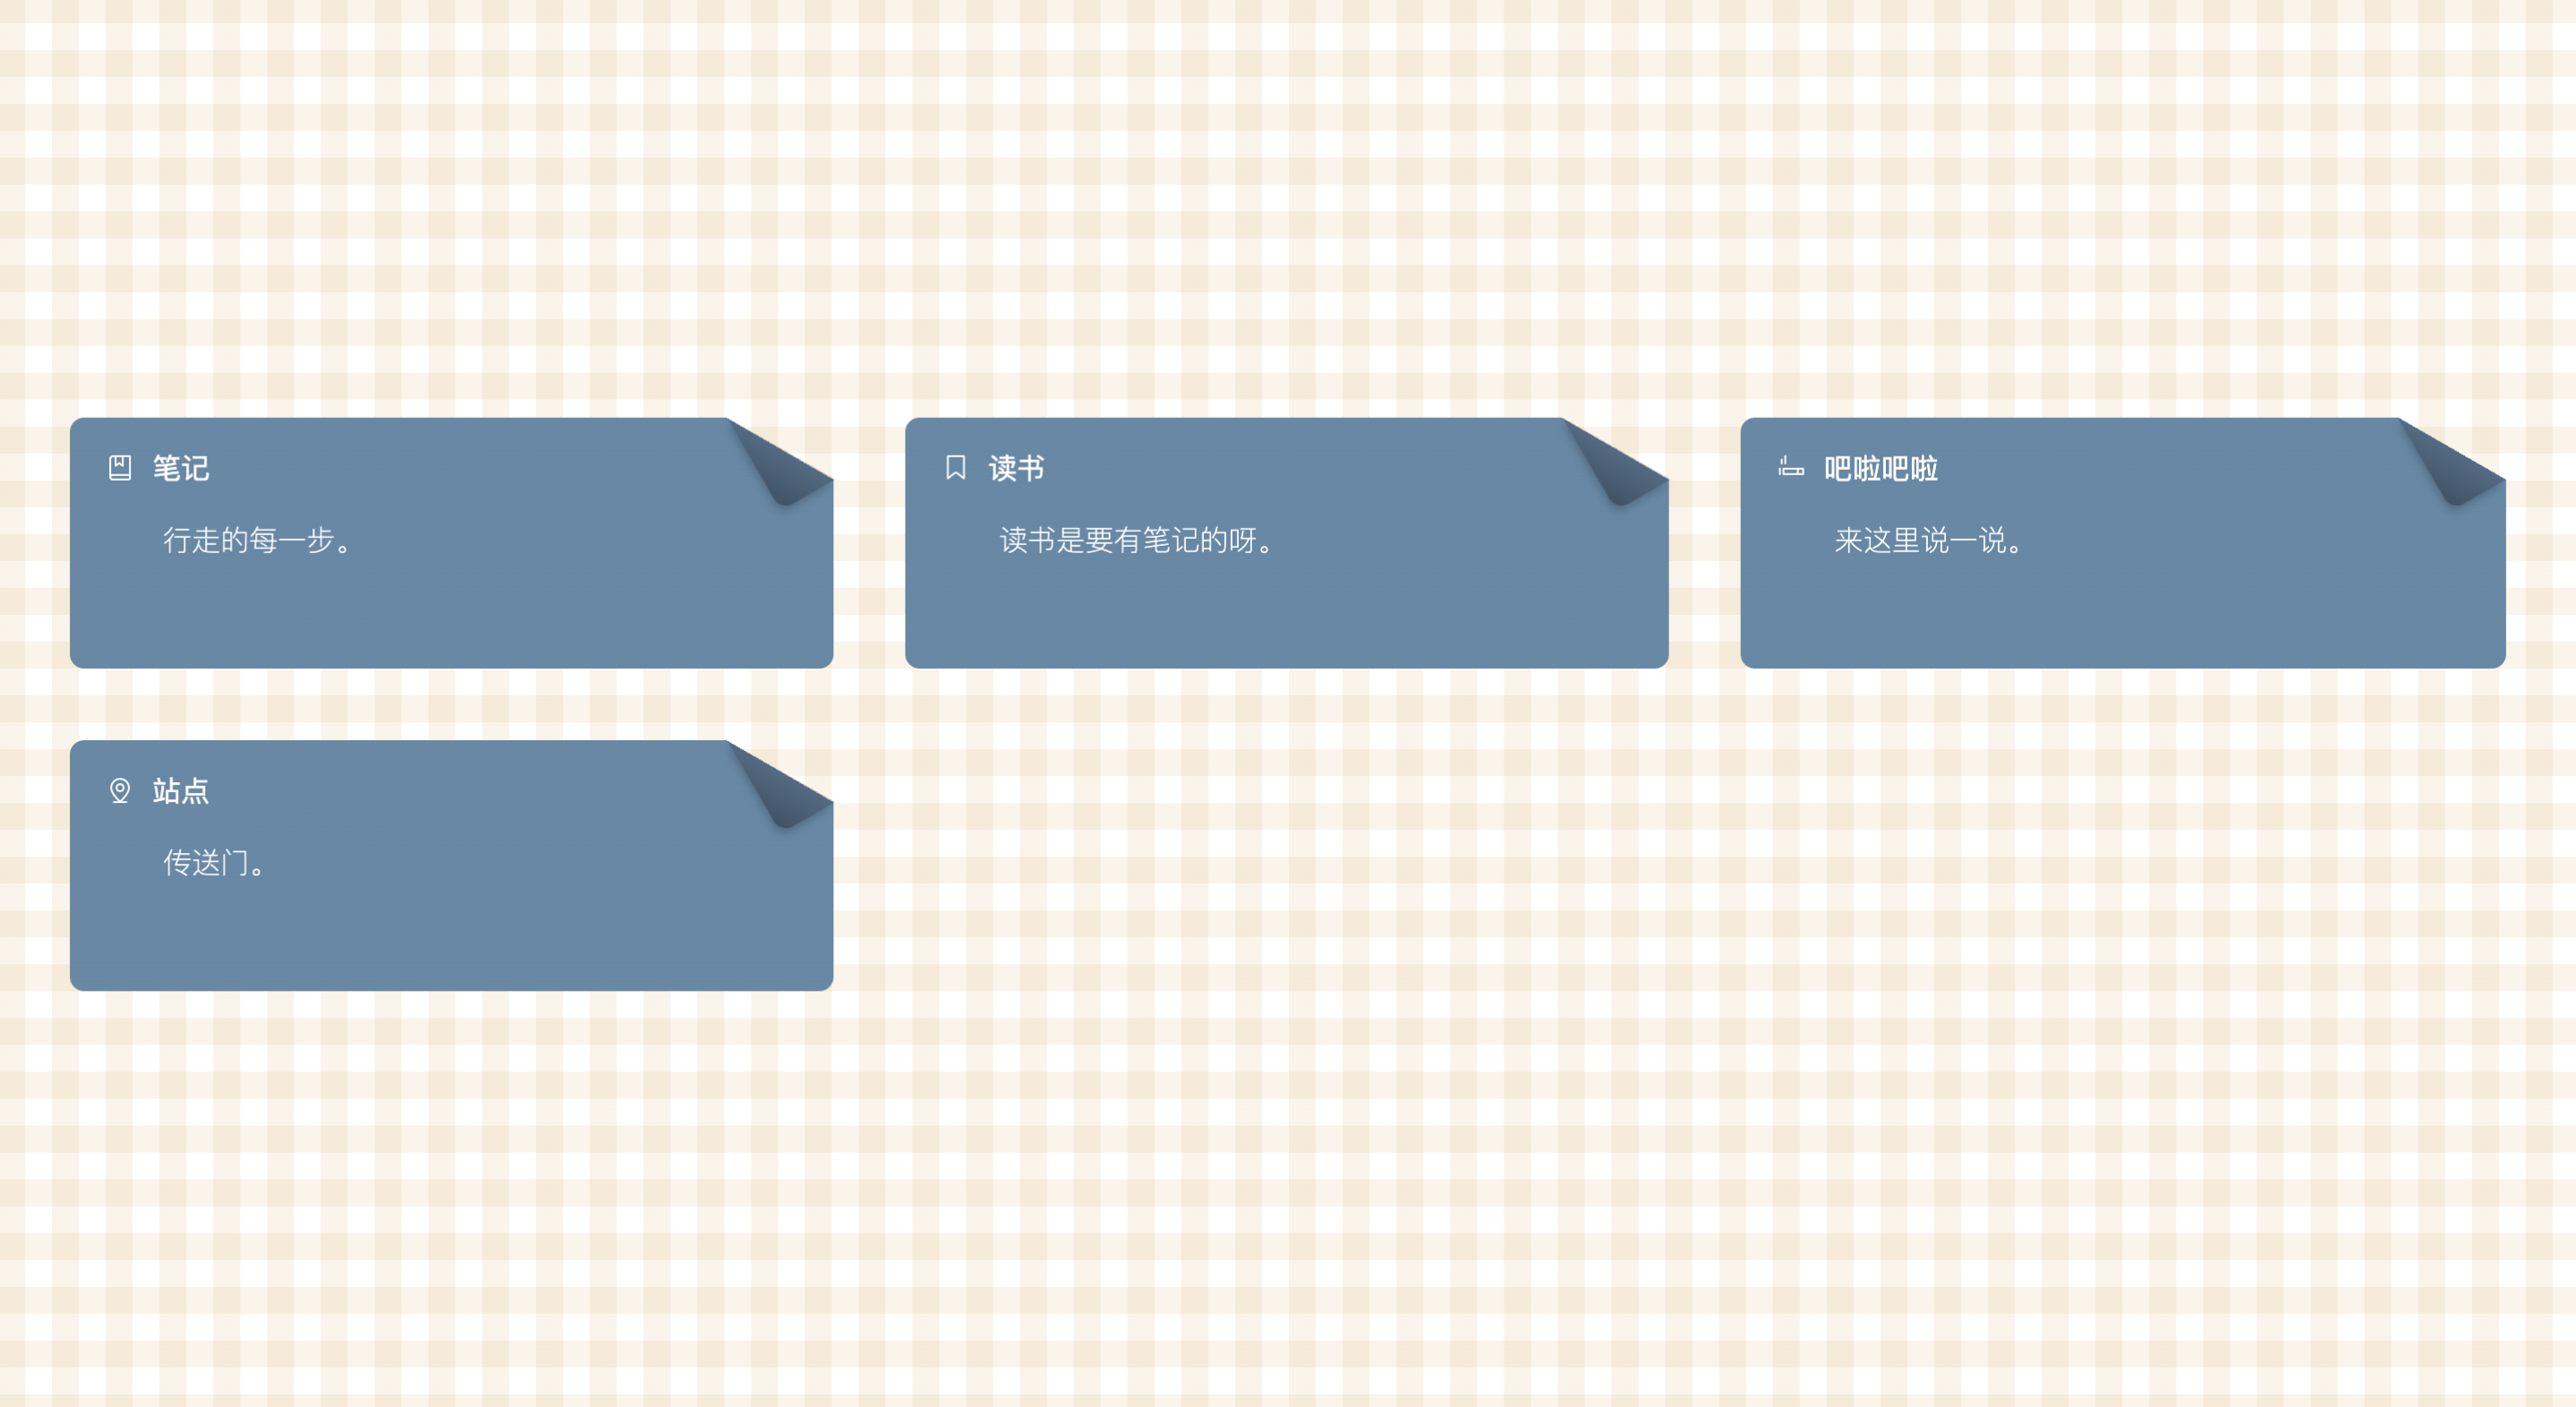 笔记
行走的每一步。
读书
读书是要有笔记的呀。
吧啦吧啦
来这里说一说。
站点
传送门。